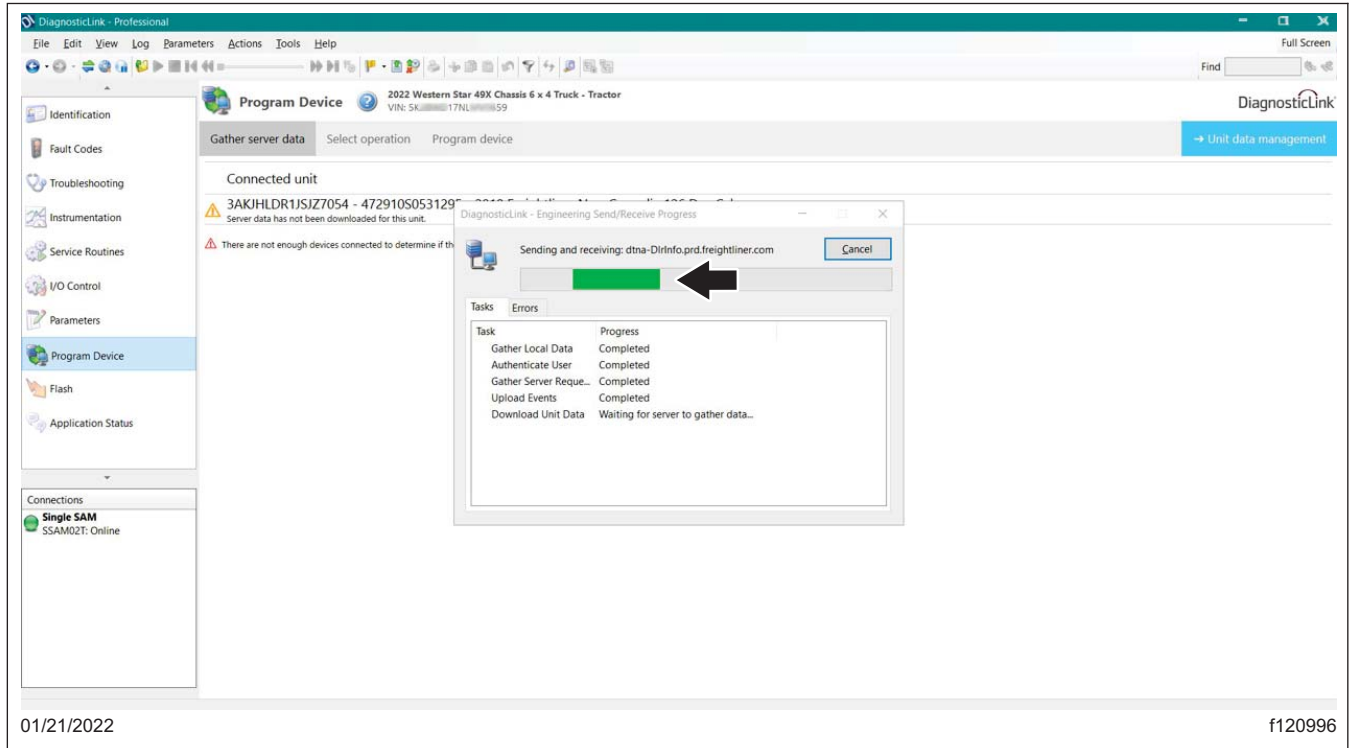 DiagnosticLink - Professional
File Edit View Log Parameters Actions Tools Help Full Screen
Find
Program Device 2022 Western Star 49X Chassis 6 x 4 Truck - Tractor
VIN: 5K 17NL 59
DiagnosticLink
Gather server data Select operation Program device → Unit data management
Identification
Fault Codes
Troubleshooting
Instrumentation
Service Routines
I/O Control
Parameters
Program Device
Flash
Application Status
Connections
Single SAM
SSAM02T: Online
Connected unit
3AKJHLDR1JSJZ7054 - 472910S053129
Server data has not been downloaded for this unit.
There are not enough devices connected to determine if th
DiagnosticLink - Engineering Send/Receive Progress
Sending and receiving: dtna-DlrInfo.prd.freightliner.com Cancel
Tasks Errors
Task Progress
Gather Local Data Completed
Authenticate User Completed
Gather Server Reque... Completed
Upload Events Completed
Download Unit Data Waiting for server to gather data...
01/21/2022 f120996